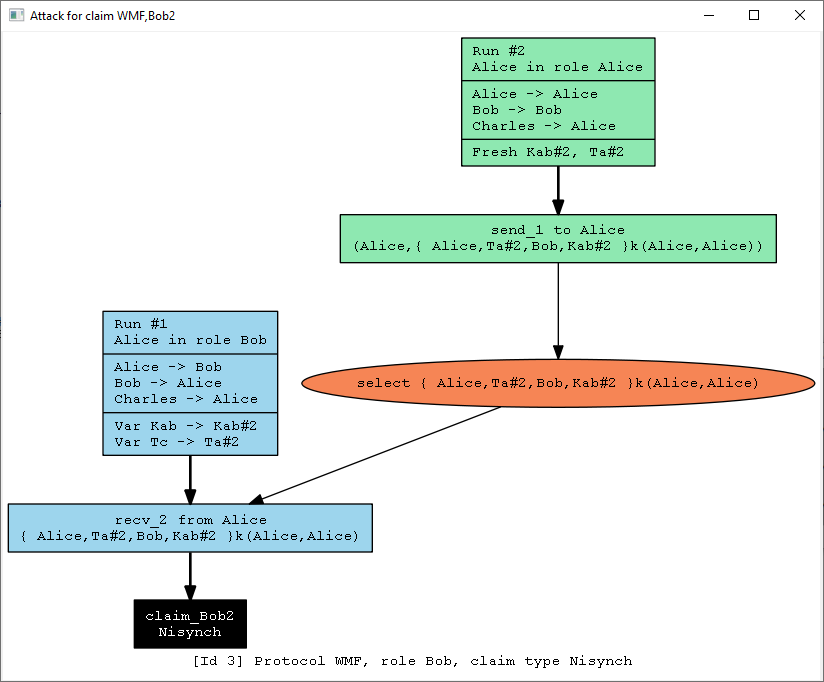 Attack for claim WMF,Bob2
Run #2
Alice in role Alice
Alice -> Alice
Bob -> Bob
Charles -> Alice
Fresh Kab#2, Ta#2
send_1 to Alice
(Alice,{ Alice,Ta#2,Bob,Kab#2 }k(Alice,Alice))
Run #1
Alice in role Bob
Alice -> Bob
Bob -> Alice
Charles -> Alice
Var Kab -> Kab#2
Var Tc -> Ta#2
select { Alice,Ta#2,Bob,Kab#2 }k(Alice,Alice)
recv_2 from Alice
{ Alice,Ta#2,Bob,Kab#2 }k(Alice,Alice)
claim_Bob2
Nisynch
[Id 3] Protocol WMF, role Bob, claim type Nisynch